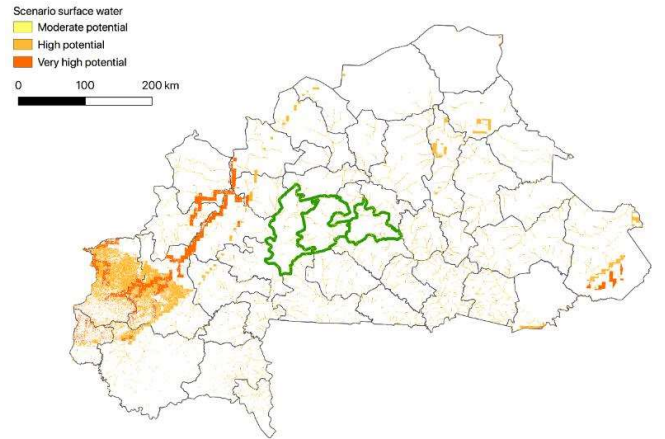 Scenario surface water
Moderate potential
High potential
Very high potential
0 100 200 km